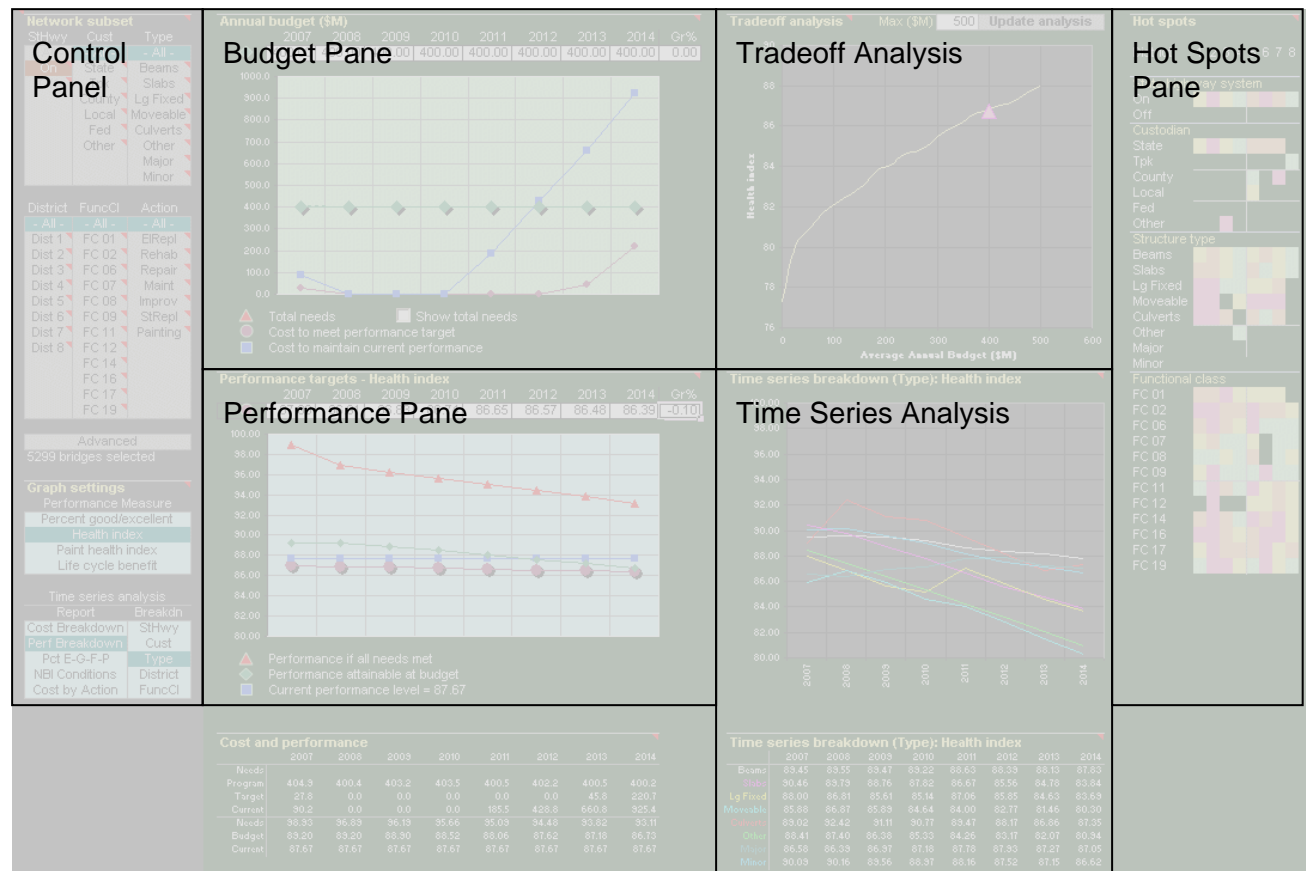 Network subset
StHwy Cust Type
- All -
On State Beams
Slabs
County Lg Fixed
Local Moveable
Fed Culverts
Other Other
Major
Minor
Control Panel
District FuncCl Action
- All - - All - - All -
Dist 1 FC 01 ElRepl
Dist 2 FC 02 Rehab
Dist 3 FC 06 Repair
Dist 4 FC 07 Maint
Dist 5 FC 08 Improv
Dist 6 FC 09 StRepl
Dist 7 FC 11 Painting
Dist 8 FC 12
FC 14
FC 16
FC 17
FC 19
Advanced
5299 bridges selected
Graph settings
Performance Measure
Percent good/excellent
Health index
Paint health index
Life cycle benefit
Time series analysis
Report Breakdn
Cost Breakdown StHwy
Perf Breakdown Cust
Pct E-G-F-P Type
NBI Conditions District
Cost by Action FuncCl
Annual budget ($M)
2007 2008 2009 2010 2011 2012 2013 2014 Gr%
400.00 400.00 400.00 400.00 0.00
Budget Pane
1000.0
900.0
800.0
700.0
600.0
500.0
400.0
300.0
200.0
100.0
0.0
Total needs Show total needs
Cost to meet performance target
Cost to maintain current performance
Tradeoff analysis Max ($M) 500 Update analysis
Tradeoff Analysis
88
86
84
82
80
78
76
Health index
0 100 200 300 400 500 600
Average Annual Budget ($M)
Hot spots
6 7 8
Hot Spots Pane
way system
On
Off
Custodian
State
Tpk
County
Local
Fed
Other
Structure type
Beams
Slabs
Lg Fixed
Moveable
Culverts
Other
Major
Minor
Functional class
FC 01
FC 02
FC 06
FC 07
FC 08
FC 09
FC 11
FC 12
FC 14
FC 16
FC 17
FC 19
Performance targets - Health index
2007 2008 2009 2010 2011 2012 2013 2014 Gr%
86.65 86.57 86.48 86.39 -0.10
Performance Pane
100.00
98.00
96.00
94.00
92.00
90.00
88.00
86.00
84.00
82.00
80.00
Performance if all needs met
Performance attainable at budget
Current performance level = 87.67
Time series breakdown (Type): Health index
Time Series Analysis
98.00
96.00
94.00
92.00
90.00
88.00
86.00
84.00
82.00
80.00
2007 2008 2009 2010 2011 2012 2013 2014
Cost and performance
2007 2008 2009 2010 2011 2012 2013 2014
Needs
Program 404.9 400.4 403.2 403.5 400.5 402.2 400.5 400.2
Target 27.8 0.0 0.0 0.0 0.0 0.0 45.8 220.7
Current 90.2 0.0 0.0 0.0 185.5 428.8 660.8 925.4
Needs 98.93 96.89 96.19 95.66 95.09 94.48 93.82 93.11
Budget 89.20 89.20 88.90 88.52 88.06 87.62 87.18 86.73
Current 87.67 87.67 87.67 87.67 87.67 87.67 87.67 87.67
Time series breakdown (Type): Health index
2007 2008 2009 2010 2011 2012 2013 2014
Beams 89.45 89.55 89.47 89.22 88.63 88.39 88.13 87.83
Slabs 90.46 89.79 88.76 87.82 86.67 85.56 84.78 83.84
Lg Fixed 88.00 86.81 85.61 85.14 87.06 85.85 84.63 83.69
Moveable 85.88 86.87 85.89 84.64 84.00 82.77 81.46 80.30
Culverts 89.02 92.42 91.11 90.77 89.47 88.17 86.86 87.35
Other 88.41 87.40 86.38 85.33 84.26 83.17 82.07 80.94
Major 86.58 86.39 86.97 87.18 87.78 87.93 87.27 87.05
Minor 90.09 90.16 89.56 88.97 88.16 87.52 87.15 86.62